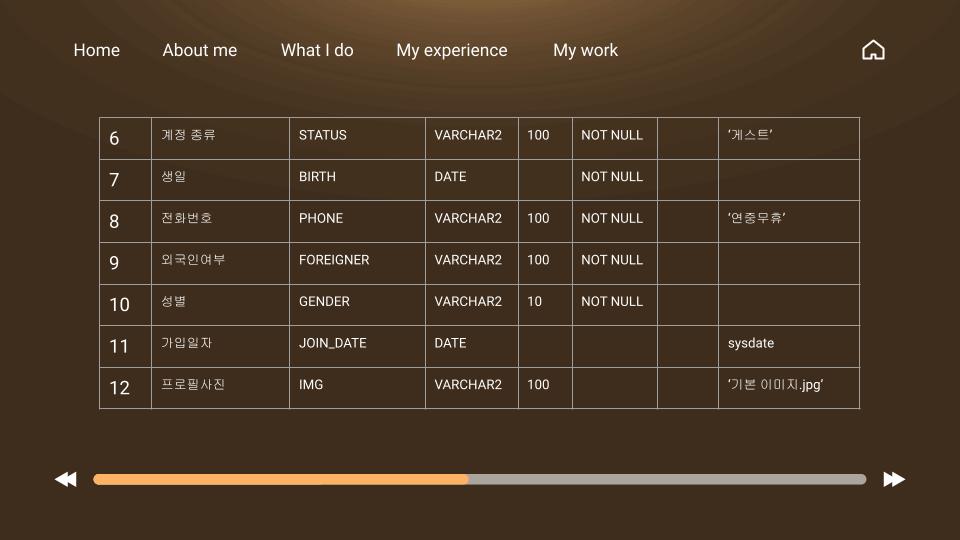 Home About me What I do My experience My work
6 계정 종류 STATUS VARCHAR2 100 NOT NULL '게스트'
7 생일 BIRTH DATE NOT NULL
8 전화번호 PHONE VARCHAR2 100 NOT NULL '연중무휴'
9 외국인여부 FOREIGNER VARCHAR2 100 NOT NULL
10 성별 GENDER VARCHAR2 10 NOT NULL
11 가입일자 JOIN_DATE DATE sysdate
12 프로필사진 IMG VARCHAR2 100 '기본 이미지.jpg'